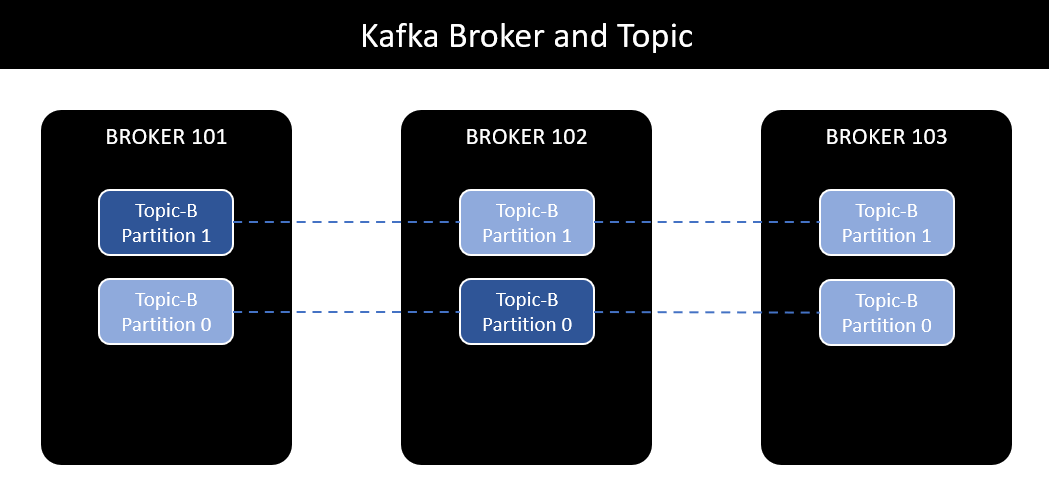 Kafka Broker and Topic
BROKER 101
Topic-B
Partition 1
Topic-B
Partition 0
BROKER 102
Topic-B
Partition 1
Topic-B
Partition 0
BROKER 103
Topic-B
Partition 1
Topic-B
Partition 0